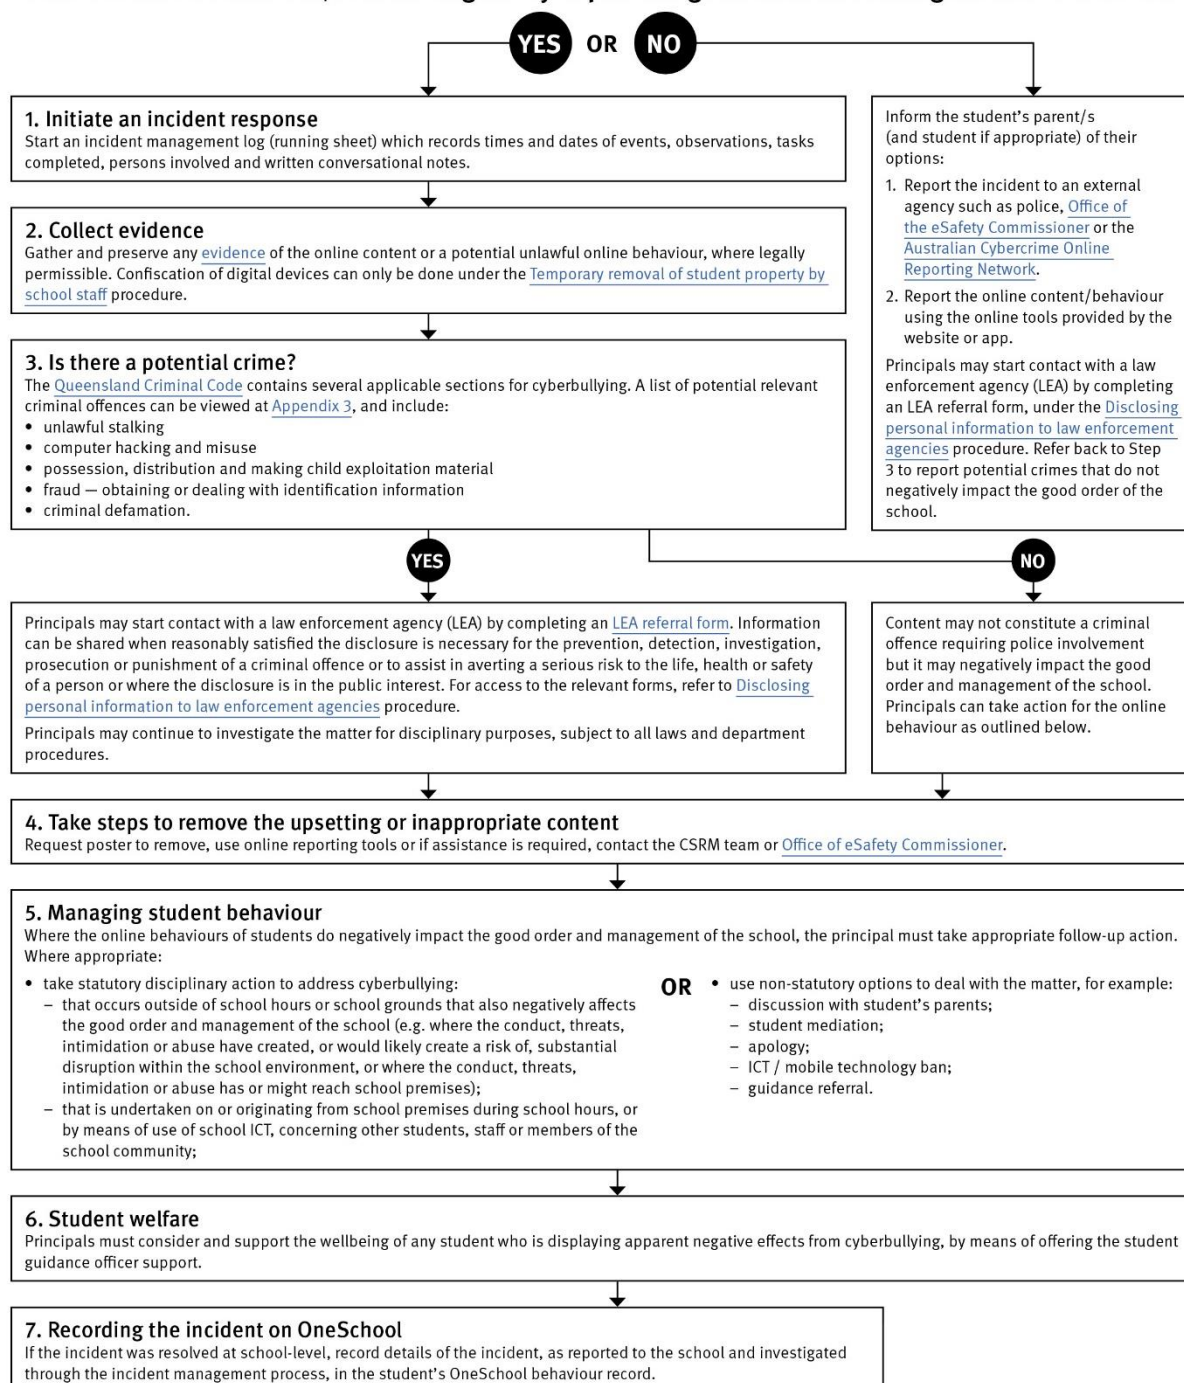 YES OR NO
1. Initiate an incident response
Start an incident management log (running sheet) which records times and dates of events, observations, tasks
completed, persons involved and written conversational notes.
2. Collect evidence
Gather and preserve any evidence of the online content or a potential unlawful online behaviour, where legally
permissible. Confiscation of digital devices can only be done under the Temporary removal of student property by
school staff procedure.
3. Is there a potential crime?
The Queensland Criminal Code contains several applicable sections for cyberbullying. A list of potential relevant
criminal offences can be viewed at Appendix 3, and include:
• unlawful stalking
• computer hacking and misuse
• possession, distribution and making child exploitation material
• fraud — obtaining or dealing with identification information
• criminal defamation.
Inform the student's parent/s
(and student if appropriate) of their
options:
1. Report the incident to an external
agency such as police, Office of
the eSafety Commissioner or the
Australian Cybercrime Online
Reporting Network.
2. Report the online content/behaviour
using the online tools provided by the
website or app.
Principals may start contact with a law
enforcement agency (LEA) by completing
an LEA referral form, under the Disclosing
personal information to law enforcement
agencies procedure. Refer back to Step
3 to report potential crimes that do not
negatively impact the good order of the
school.
YES
NO
Principals may start contact with a law enforcement agency (LEA) by completing an LEA referral form. Information
can be shared when reasonably satisfied the disclosure is necessary for the prevention, detection, investigation,
prosecution or punishment of a criminal offence or to assist in averting a serious risk to the life, health or safety
of a person or where the disclosure is in the public interest. For access to the relevant forms, refer to Disclosing
personal information to law enforcement agencies procedure.
Principals may continue to investigate the matter for disciplinary purposes, subject to all laws and department
procedures.
Content may not constitute a criminal
offence requiring police involvement
but it may negatively impact the good
order and management of the school.
Principals can take action for the online
behaviour as outlined below.
4. Take steps to remove the upsetting or inappropriate content
Request poster to remove, use online reporting tools or if assistance is required, contact the CSRM team or Office of eSafety Commissioner.
5. Managing student behaviour
Where the online behaviours of students do negatively impact the good order and management of the school, the principal must take appropriate follow-up action.
Where appropriate:
• take statutory disciplinary action to address cyberbullying:
– that occurs outside of school hours or school grounds that also negatively affects
the good order and management of the school (e.g. where the conduct, threats,
intimidation or abuse have created, or would likely create a risk of, substantial
disruption within the school environment, or where the conduct, threats,
intimidation or abuse has or might reach school premises);
– that is undertaken on or originating from school premises during school hours, or
by means of use of school ICT, concerning other students, staff or members of the
school community;
OR
• use non-statutory options to deal with the matter, for example:
– discussion with student's parents;
– student mediation;
– apology;
– ICT / mobile technology ban;
– guidance referral.
6. Student welfare
Principals must consider and support the wellbeing of any student who is displaying apparent negative effects from cyberbullying, by means of offering the student
guidance officer support.
7. Recording the incident on OneSchool
If the incident was resolved at school-level, record details of the incident, as reported to the school and investigated
through the incident management process, in the student's OneSchool behaviour record.